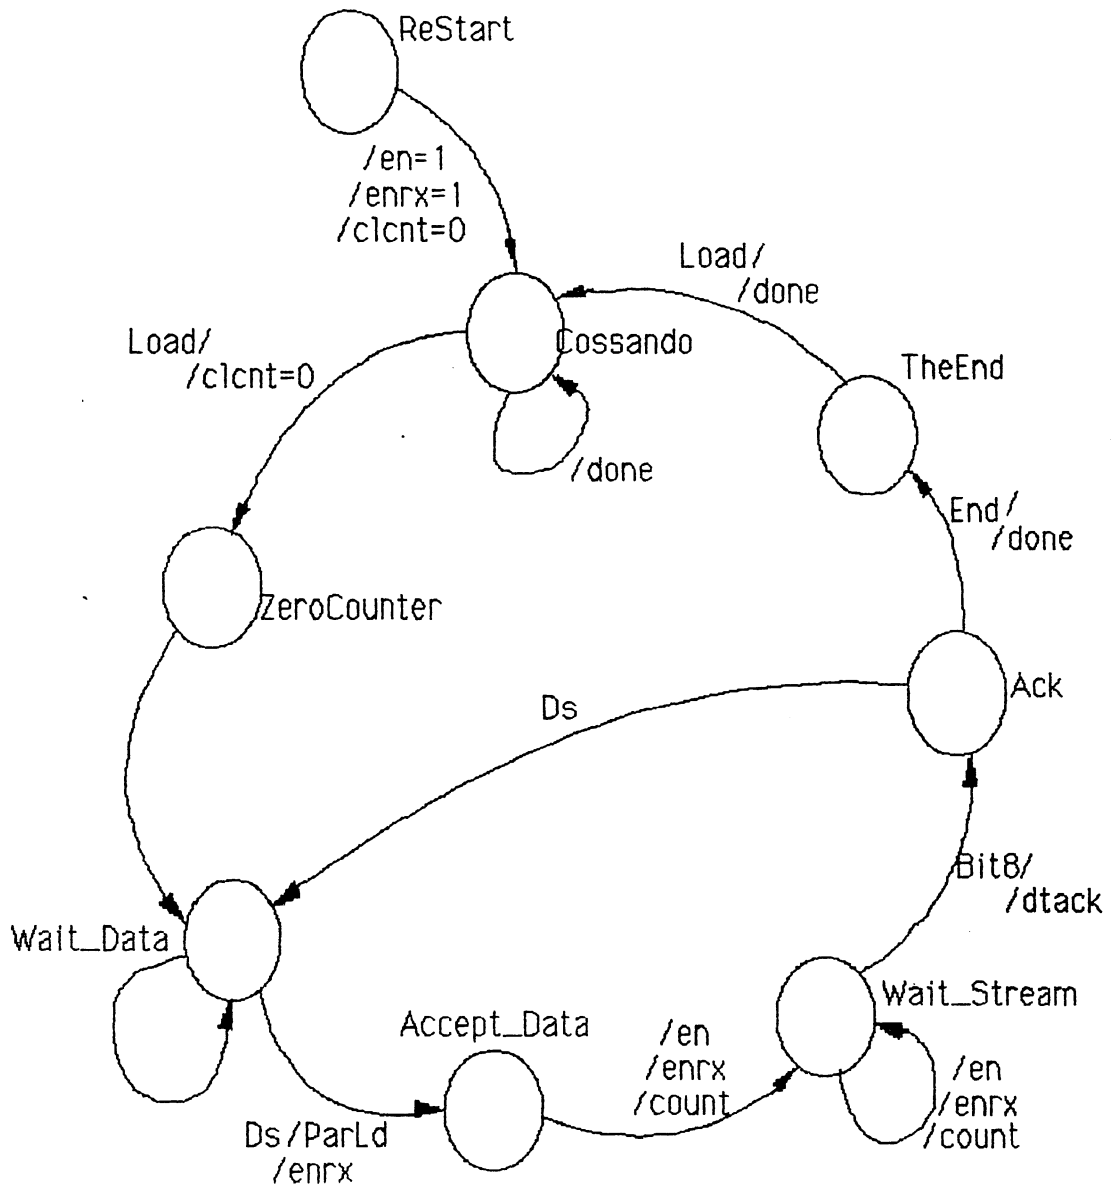 ReStart
/en=1
/enrx=1
/clcnt=0
Load/
/done
Load/
/clcnt=0
Cossando
TheEnd
/done
End/
/done
ZeroCounter
Ack
Ds
Bit8/
/dtack
Wait_Data
Wait_Stream
Accept_Data
/en
/enrx
/count
/en
/enrx
/count
Ds/ParLd
/enrx